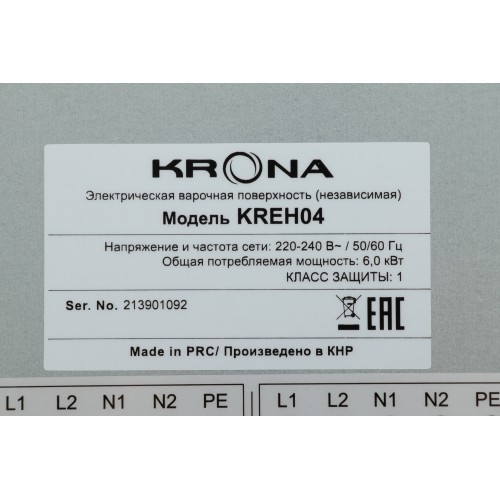 KRONA
Электрическая варочная поверхность (независимая)
Модель KREH04
Напряжение и частота сети: 220-240 В~ / 50/60 Гц
Общая потребляемая мощность: 6,0 кВт
КЛАСС ЗАЩИТЫ: 1
Ser. No. 213901092
EAC
Made in PRC/ Произведено в КНР
L1 L2 N1 N2 PE L1 L2 N1 N2 PE